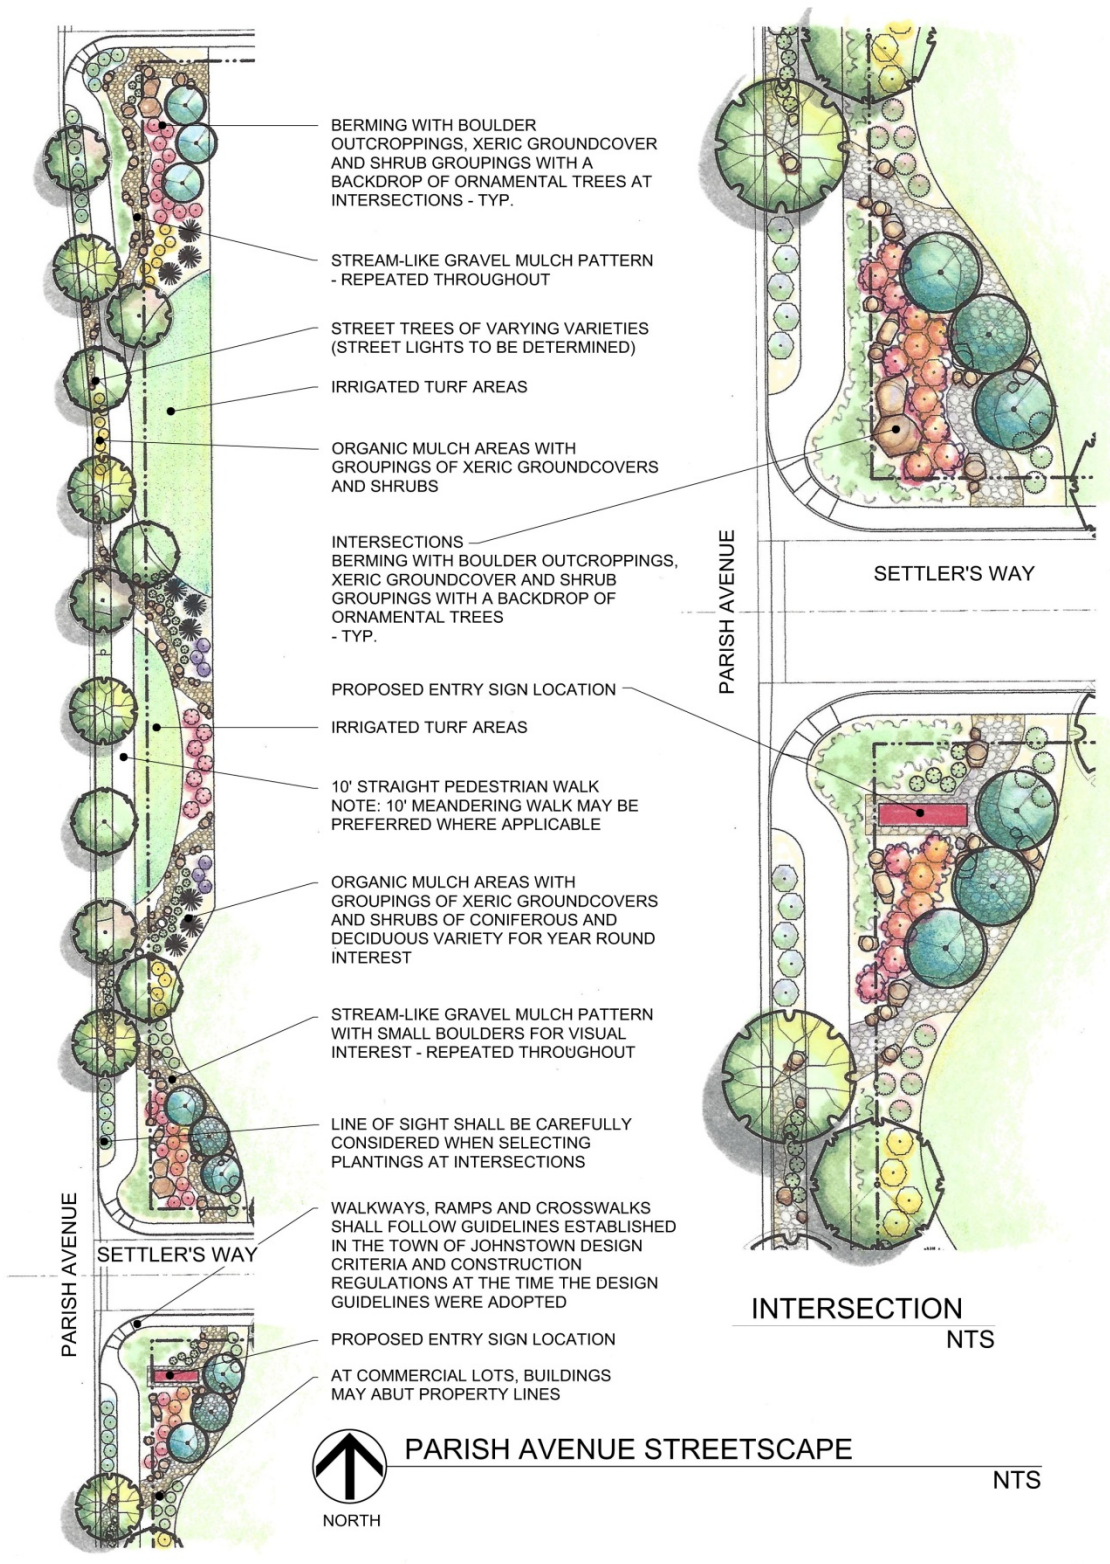 BERMING WITH BOULDER
OUTCROPPINGS, XERIC GROUNDCOVER
AND SHRUB GROUPINGS WITH A
BACKDROP OF ORNAMENTAL TREES AT
INTERSECTIONS - TYP.
STREAM-LIKE GRAVEL MULCH PATTERN
- REPEATED THROUGHOUT
STREET TREES OF VARYING VARIETIES
(STREET LIGHTS TO BE DETERMINED)
IRRIGATED TURF AREAS
ORGANIC MULCH AREAS WITH
GROUPINGS OF XERIC GROUNDCOVERS
AND SHRUBS
INTERSECTIONS
BERMING WITH BOULDER OUTCROPPINGS,
XERIC GROUNDCOVER AND SHRUB
GROUPINGS WITH A BACKDROP OF
ORNAMENTAL TREES
- TYP.
PROPOSED ENTRY SIGN LOCATION
IRRIGATED TURF AREAS
10' STRAIGHT PEDESTRIAN WALK
NOTE: 10' MEANDERING WALK MAY BE
PREFERRED WHERE APPLICABLE
ORGANIC MULCH AREAS WITH
GROUPINGS OF XERIC GROUNDCOVERS
AND SHRUBS OF CONIFEROUS AND
DECIDUOUS VARIETY FOR YEAR ROUND
INTEREST
STREAM-LIKE GRAVEL MULCH PATTERN
WITH SMALL BOULDERS FOR VISUAL
INTEREST - REPEATED THROUGHOUT
LINE OF SIGHT SHALL BE CAREFULLY
CONSIDERED WHEN SELECTING
PLANTINGS AT INTERSECTIONS
WALKWAYS, RAMPS AND CROSSWALKS
SHALL FOLLOW GUIDELINES ESTABLISHED
IN THE TOWN OF JOHNSTOWN DESIGN
CRITERIA AND CONSTRUCTION
REGULATIONS AT THE TIME THE DESIGN
GUIDELINES WERE ADOPTED
PROPOSED ENTRY SIGN LOCATION
AT COMMERCIAL LOTS, BUILDINGS
MAY ABUT PROPERTY LINES
PARISH AVENUE
SETTLER'S WAY
PARISH AVENUE
SETTLER'S WAY
INTERSECTION
NTS
PARISH AVENUE STREETSCAPE
NTS
NORTH